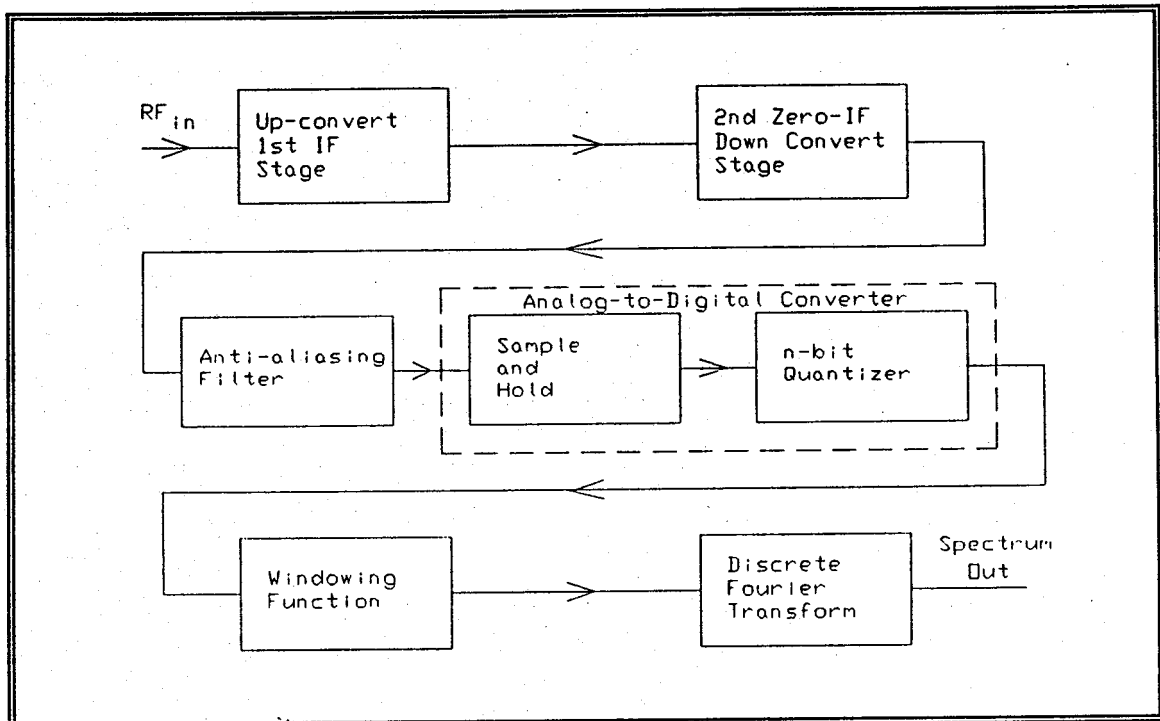 RF in
Up-convert
1st IF
Stage
2nd Zero-IF
Down Convert
Stage
Analog-to-Digital Converter
Anti-aliasing
Filter
Sample
and
Hold
n-bit
Quantizer
Windowing
Function
Discrete
Fourier
Transform
Spectrum
Out